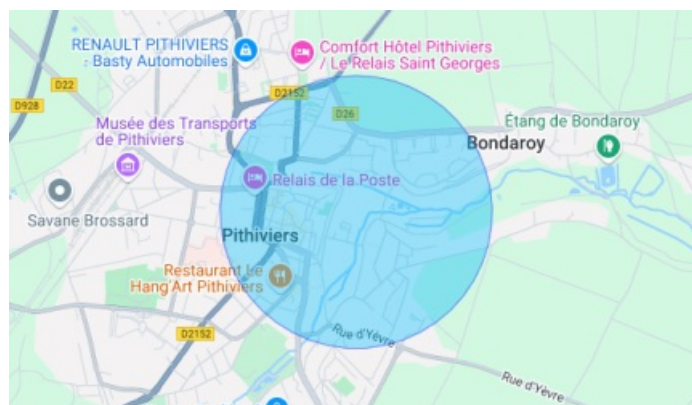 RENAULT PITHIVIERS
- Basty Automobiles
Comfort Hôtel Pithiviers
/ Le Relais Saint Georges
D22
D2152
D928
D26
Musée des Transports
de Pithiviers
Étang de Bondaroy
Bondaroy
Relais de la Poste
Savane Brossard
Pithiviers
Restaurant Le
Hang'Art Pithiviers
D2152
Rue d'Yèvre
Rue d'Yèvre